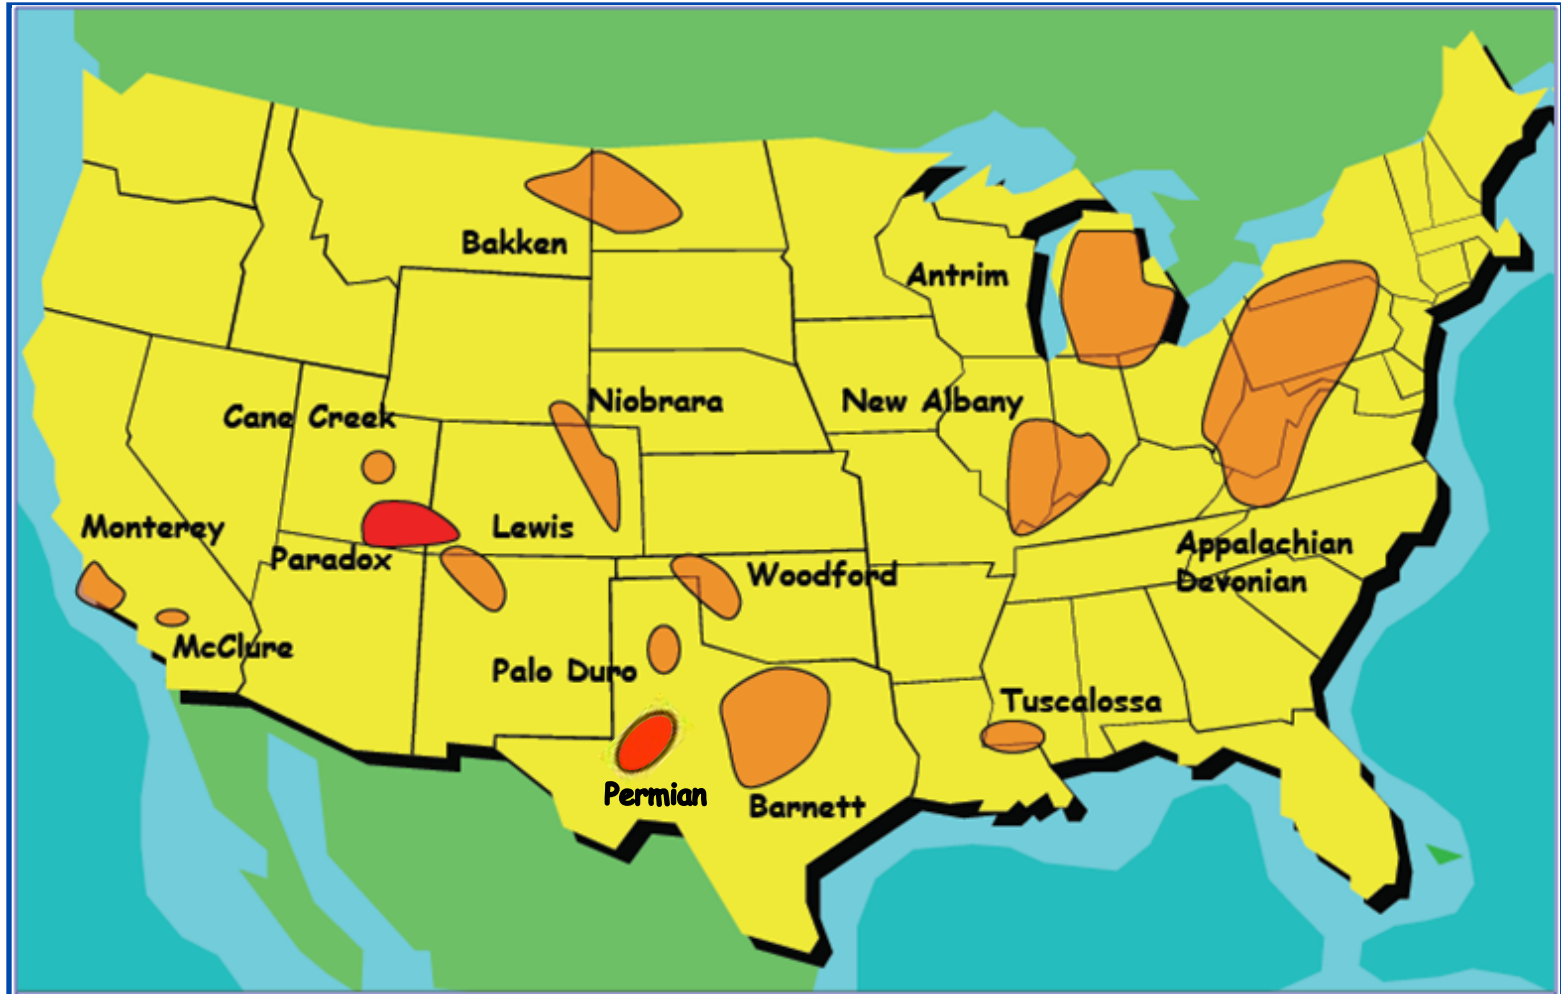 Bakken
Antrim
Niobrara
New Albany
Cane Creek
Monterey
Lewis
Paradox
Appalachian
Devonian
Woodford
McClure
Palo Duro
Tuscalossa
Permian
Barnett